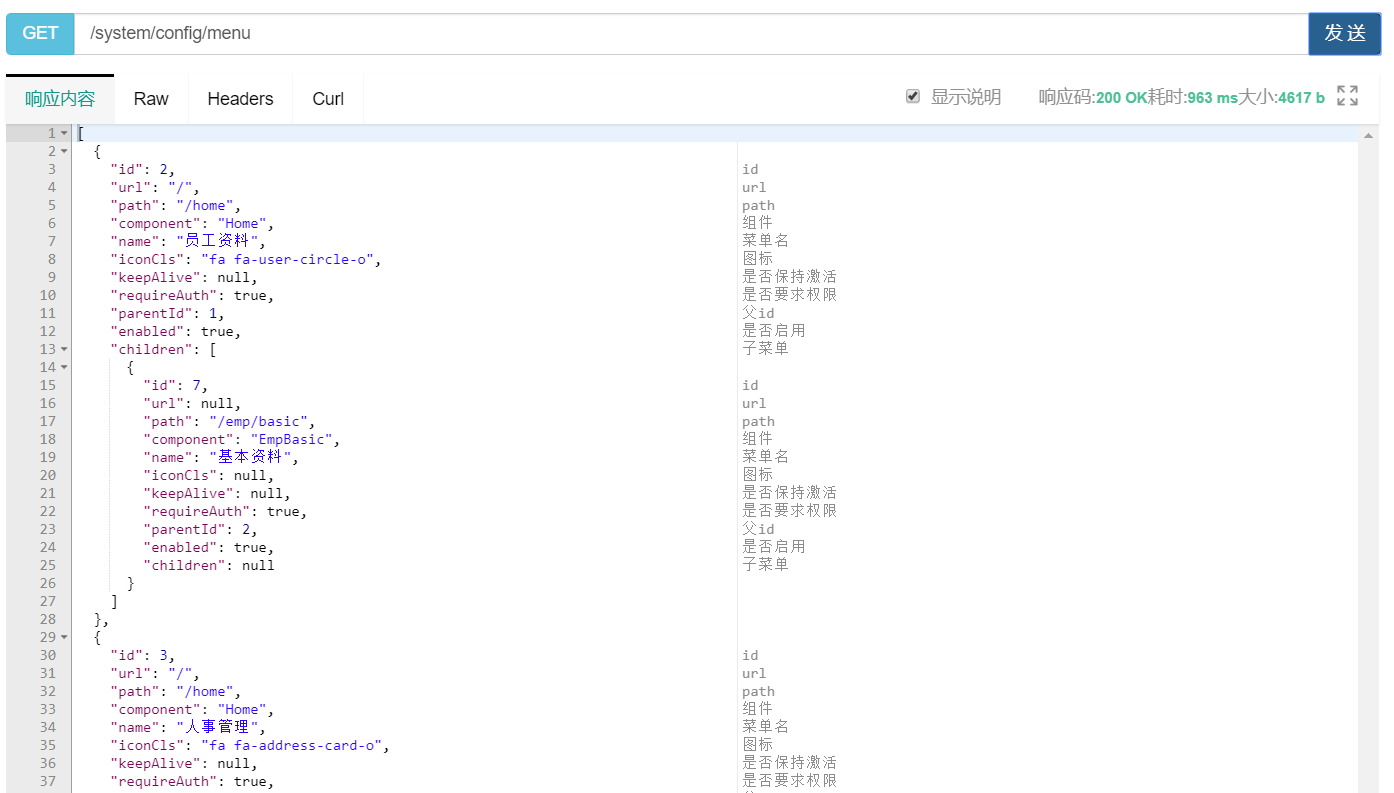 GET /system/config/menu 发 送
响应内容 Raw Headers Curl 显示说明 响应码:200 OK耗时:963 ms大小:4617 b
1 [
2 {
3 "id": 2, id
4 "url": "/", url
5 "path": "/home", path
6 "component": "Home", 组件
7 "name": "员工资料", 菜单名
8 "iconCls": "fa fa-user-circle-o", 图标
9 "keepAlive": null, 是否保持激活
10 "requireAuth": true, 是否要求权限
11 "parentId": 1, 父id
12 "enabled": true, 是否启用
13 "children": [ 子菜单
14 {
15 "id": 7, id
16 "url": null, url
17 "path": "/emp/basic", path
18 "component": "EmpBasic", 组件
19 "name": "基本资料", 菜单名
20 "iconCls": null, 图标
21 "keepAlive": null, 是否保持激活
22 "requireAuth": true, 是否要求权限
23 "parentId": 2, 父id
24 "enabled": true, 是否启用
25 "children": null 子菜单
26 }
27 ]
28 },
29 {
30 "id": 3, id
31 "url": "/", url
32 "path": "/home", path
33 "component": "Home", 组件
34 "name": "人事管理", 菜单名
35 "iconCls": "fa fa-address-card-o", 图标
36 "keepAlive": null, 是否保持激活
37 "requireAuth": true, 是否要求权限